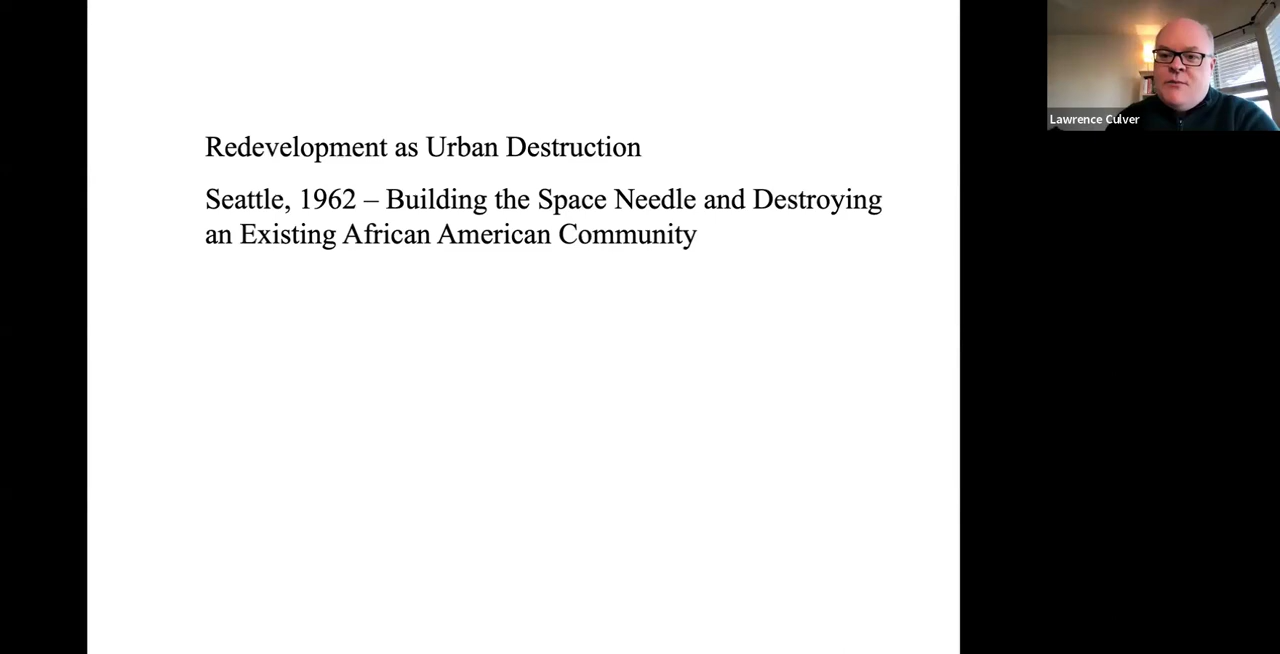 Redevelopment as Urban Destruction
Seattle, 1962 – Building the Space Needle and Destroying
an Existing African American Community
Lawrence Culver